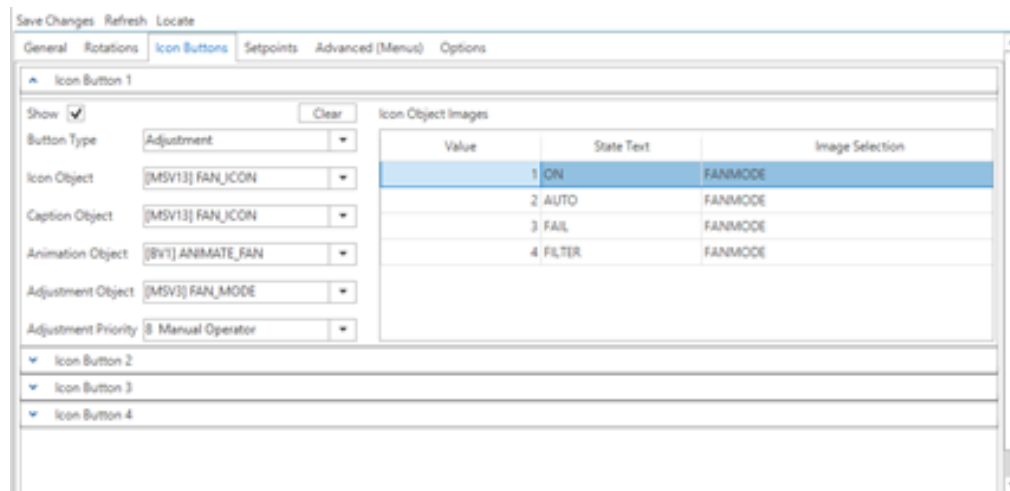 Save Changes Refresh Locate
General Rotations Icon Buttons Setpoints Advanced (Menus) Options
Icon Button 1
Show Clear Icon Object Images
Button Type Adjustment
Value State Text Image Selection
Icon Object [MSV13] FAN_ICON
1 ON FANMODE
2 AUTO FANMODE
Caption Object [MSV13] FAN_ICON
3 FAIL FANMODE
Animation Object [BV1] ANIMATE_FAN
4 FILTER FANMODE
Adjustment Object [MSV3] FAN_MODE
Adjustment Priority 8 Manual Operator
Icon Button 2
Icon Button 3
Icon Button 4